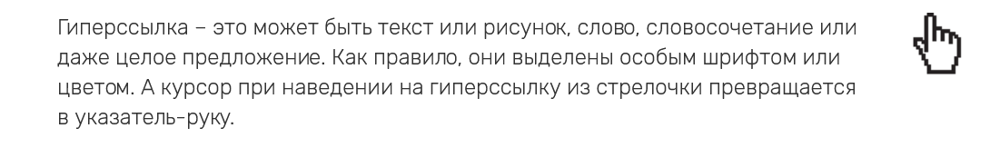 Гиперссылка – это может быть текст или рисунок, слово, словосочетание или
даже целое предложение. Как правило, они выделены особым шрифтом или
цветом. А курсор при наведении на гиперссылку из стрелочки превращается
в указатель-руку.